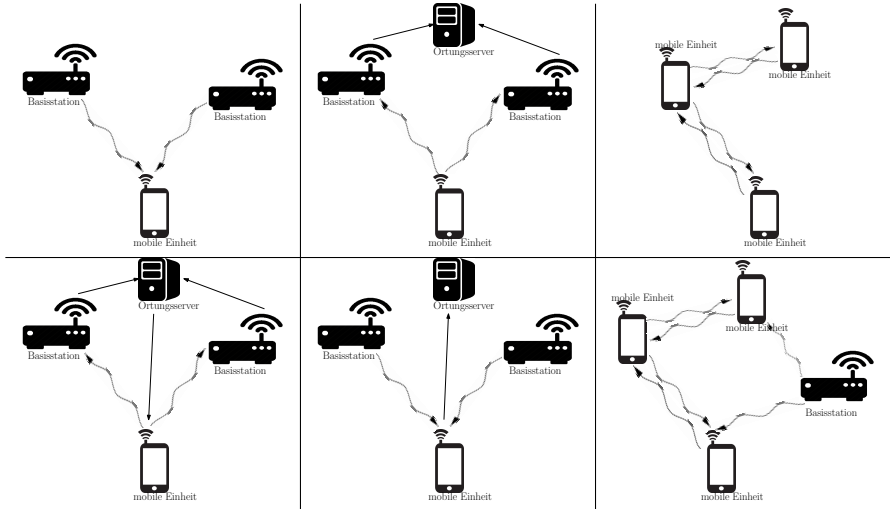 Basisstation
Basisstation
mobile Einheit
Ortungsserver
Basisstation
Basisstation
mobile Einheit
mobile Einheit
mobile Einheit
mobile Einheit
Ortungsserver
Basisstation
Basisstation
mobile Einheit
Ortungsserver
Basisstation
Basisstation
mobile Einheit
mobile Einheit
mobile Einheit
Basisstation
mobile Einheit